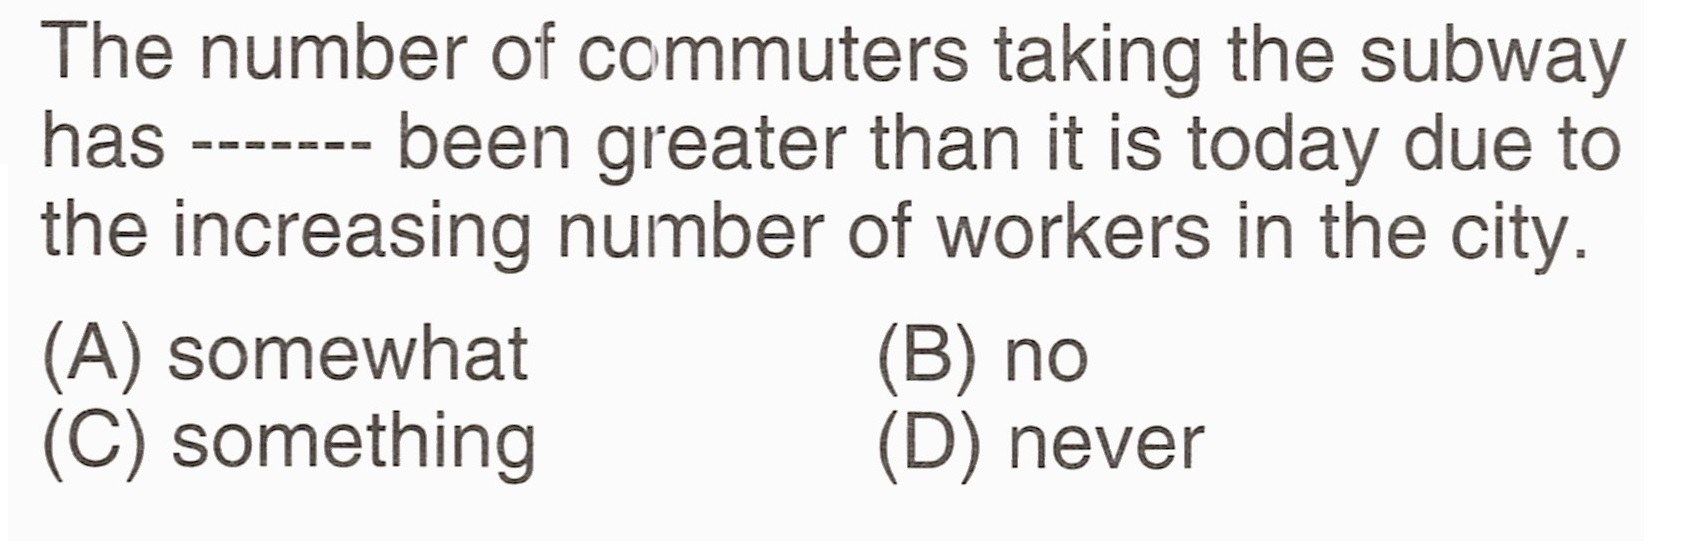 The number of commuters taking the subway
has ------- been greater than it is today due to
the increasing number of workers in the city.
(A) somewhat (B) no
(C) something (D) never